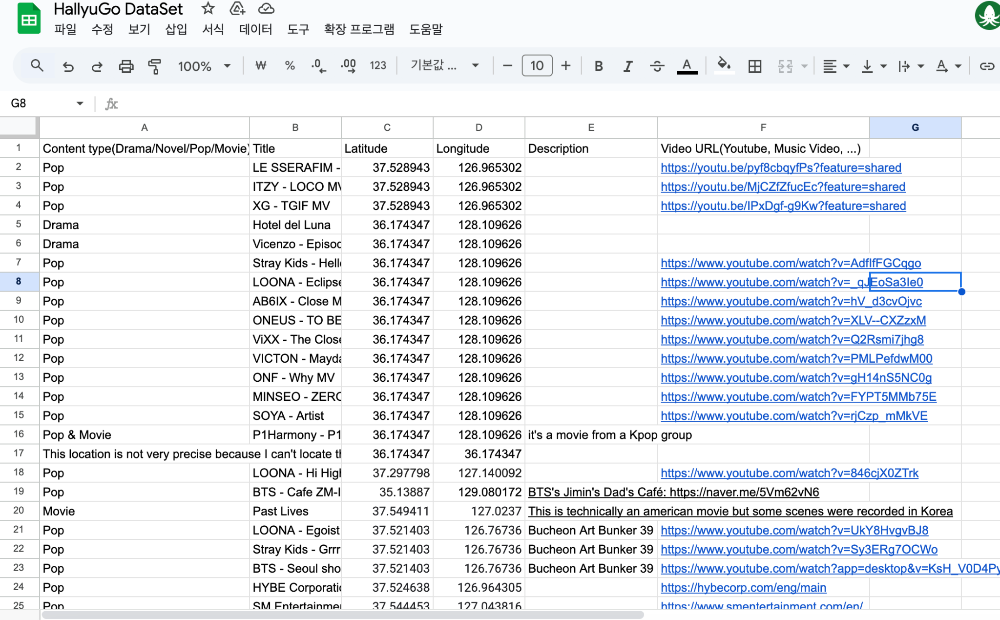 HallyuGo DataSet
파일 수정 보기 삽입 서식 데이터 도구 확장 프로그램 도움말
100% ₩ % .0 .00 123 기본값 ... 10 B I S A A
G8 fx
A B C D E F G
1 Content type(Drama/Novel/Pop/Movie) Title Latitude Longitude Description Video URL(Youtube, Music Video, ...)
2 Pop LE SSERAFIM - 37.528943 126.965302 https://youtu.be/pyf8cbqyfPs?feature=shared
3 Pop ITZY - LOCO MV 37.528943 126.965302 https://youtu.be/MjCZfZfucEc?feature=shared
4 Pop XG - TGIF MV 37.528943 126.965302 https://youtu.be/IPxDgf-g9Kw?feature=shared
5 Drama Hotel del Luna 36.174347 128.109626
6 Drama Vicenzo - Episod 36.174347 128.109626
7 Pop Stray Kids - Hell 36.174347 128.109626 https://www.youtube.com/watch?v=AdfIfFGCqgo
8 Pop LOONA - Eclipse 36.174347 128.109626 https://www.youtube.com/watch?v=_qJEoSa3Ie0
9 Pop AB6IX - Close M 36.174347 128.109626 https://www.youtube.com/watch?v=hV_d3cvOjvc
10 Pop ONEUS - TO BE 36.174347 128.109626 https://www.youtube.com/watch?v=XLV--CXZzxM
11 Pop ViXX - The Close 36.174347 128.109626 https://www.youtube.com/watch?v=Q2Rsmi7jhg8
12 Pop VICTON - Mayda 36.174347 128.109626 https://www.youtube.com/watch?v=PMLPefdwM00
13 Pop ONF - Why MV 36.174347 128.109626 https://www.youtube.com/watch?v=gH14nS5NC0g
14 Pop MINSEO - ZERO 36.174347 128.109626 https://www.youtube.com/watch?v=FYPT5MMb75E
15 Pop SOYA - Artist 36.174347 128.109626 https://www.youtube.com/watch?v=rjCzp_mMkVE
16 Pop & Movie P1Harmony - P1 36.174347 128.109626 it's a movie from a Kpop group
17 This location is not very precise because I can't locate th 36.174347 36.174347
18 Pop LOONA - Hi High 37.297798 127.140092 https://www.youtube.com/watch?v=846cjX0ZTrk
19 Pop BTS - Cafe ZM-I 35.13887 129.080172 BTS's Jimin's Dad's Café: https://naver.me/5Vm62vN6
20 Movie Past Lives 37.549411 127.0237 This is technically an american movie but some scenes were recorded in Korea
21 Pop LOONA - Egoist 37.521403 126.76736 Bucheon Art Bunker 39 https://www.youtube.com/watch?v=UkY8HvgvBJ8
22 Pop Stray Kids - Grrr 37.521403 126.76736 Bucheon Art Bunker 39 https://www.youtube.com/watch?v=Sy3ERg7OCWo
23 Pop BTS - Seoul sho 37.521403 126.76736 Bucheon Art Bunker 39 https://www.youtube.com/watch?app=desktop&v=KsH_V0D4Py
24 Pop HYBE Corporatio 37.524638 126.964305 https://hybecorp.com/eng/main
25 Pop SM Entertainme 37.544453 127.043816 https://www.smentertainment.com/en/